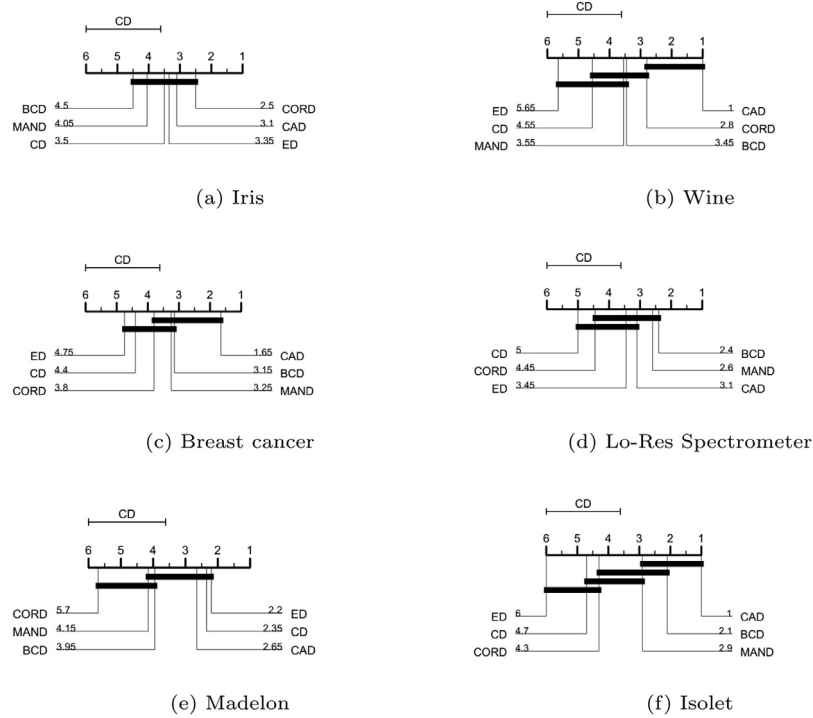 CD
6 5 4 3 2 1
BCD 4.5 2.5 CORD
MAND 4.05 3.1 CAD
CD 3.5 3.35 ED
(a) Iris
CD
6 5 4 3 2 1
ED 5.65 1 CAD
CD 4.55 2.8 CORD
MAND 3.55 3.45 BCD
(b) Wine
CD
6 5 4 3 2 1
ED 4.75 1.65 CAD
CD 4.4 3.15 BCD
CORD 3.8 3.25 MAND
(c) Breast cancer
CD
6 5 4 3 2 1
CD 5 2.4 BCD
CORD 4.45 2.6 MAND
ED 3.45 3.1 CAD
(d) Lo-Res Spectrometer
CD
6 5 4 3 2 1
CORD 5.7 2.2 ED
MAND 4.15 2.35 CD
BCD 3.95 2.65 CAD
(e) Madelon
CD
6 5 4 3 2 1
ED 6 1 CAD
CD 4.7 2.1 BCD
CORD 4.3 2.9 MAND
(f) Isolet